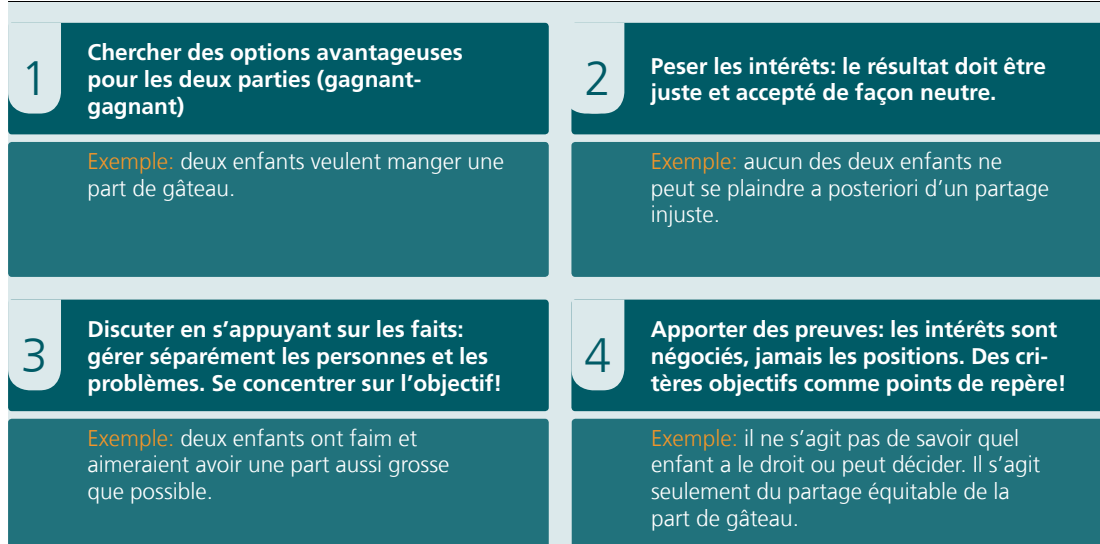 1
Chercher des options avantageuses
pour les deux parties (gagnant-
gagnant)
Exemple: deux enfants veulent manger une
part de gâteau.
2
Peser les intérêts: le résultat doit être
juste et accepté de façon neutre.
Exemple: aucun des deux enfants ne
peut se plaindre a posteriori d’un partage
injuste.
3
Discuter en s’appuyant sur les faits:
gérer séparément les personnes et les
problèmes. Se concentrer sur l’objectif!
Exemple: deux enfants ont faim et
aimeraient avoir une part aussi grosse
que possible.
4
Apporter des preuves: les intérêts sont
négociés, jamais les positions. Des cri-
tères objectifs comme points de repère!
Exemple: il ne s’agit pas de savoir quel
enfant a le droit ou peut décider. Il s’agit
seulement du partage équitable de la
part de gâteau.